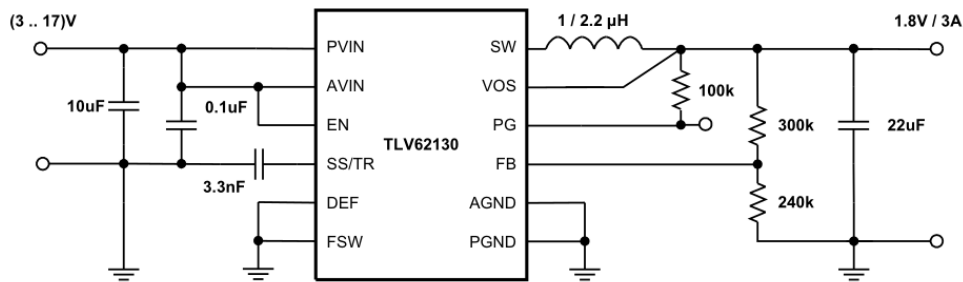 (3 .. 17)V
1 / 2.2 µH
1.8V / 3A
PVIN
SW
AVIN
VOS
100k
10uF
0.1uF
EN
PG
300k
22uF
TLV62130
SS/TR
FB
3.3nF
DEF
AGND
240k
FSW
PGND